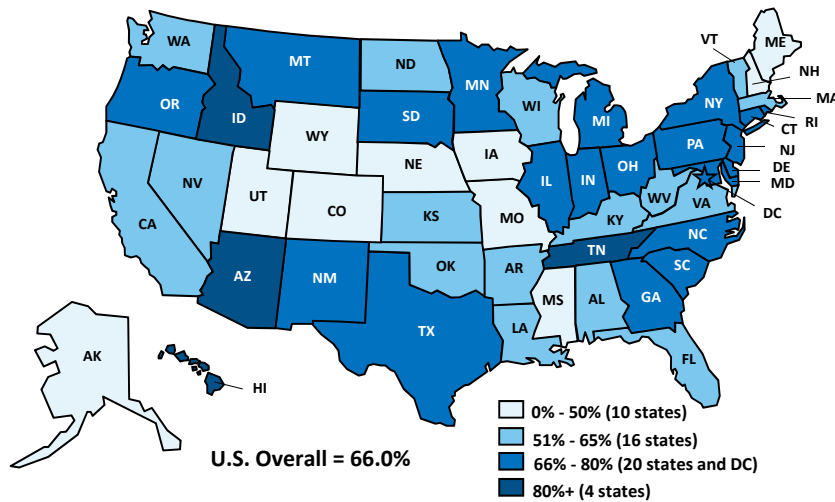 WA
MT
ND
MN
VT
ME
NH
MA
OR
ID
SD
WI
MI
NY
RI
CT
WY
NE
IA
PA
NJ
NV
UT
CO
IL
IN
OH
DE
MD
CA
KS
MO
KY
WV
VA
DC
AZ
NM
OK
AR
TN
NC
SC
TX
LA
MS
AL
GA
FL
AK
HI
0% - 50% (10 states)
51% - 65% (16 states)
66% - 80% (20 states and DC)
80%+ (4 states)
U.S. Overall = 66.0%